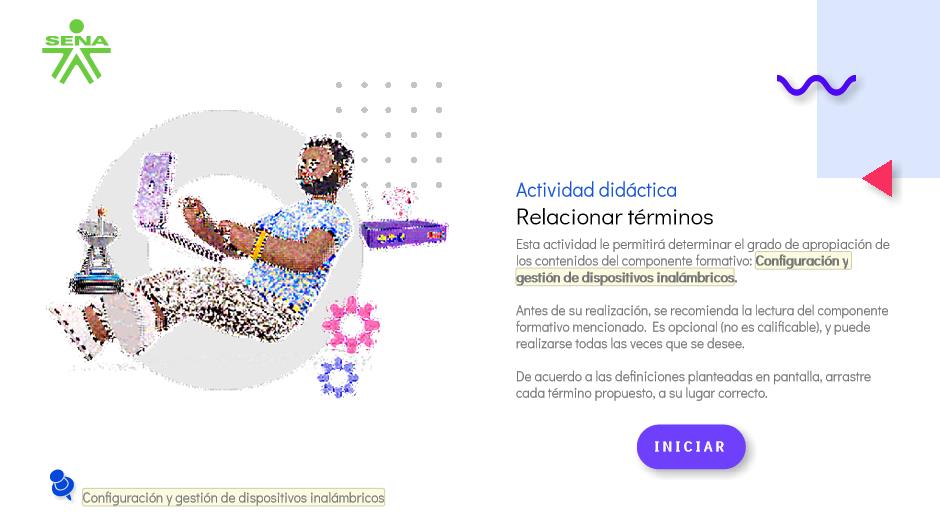 SENA
Actividad didáctica
Relacionar términos
Esta actividad le permitirá determinar el grado de apropiación de
los contenidos del componente formativo: Configuración y
gestión de dispositivos inalámbricos.
Antes de su realización, se recomienda la lectura del componente
formativo mencionado. Es opcional (no es calificable), y puede
realizarse todas las veces que se desee.
De acuerdo a las definiciones planteadas en pantalla, arrastre
cada término propuesto, a su lugar correcto.
INICIAR
Configuración y gestión de dispositivos inalámbricos